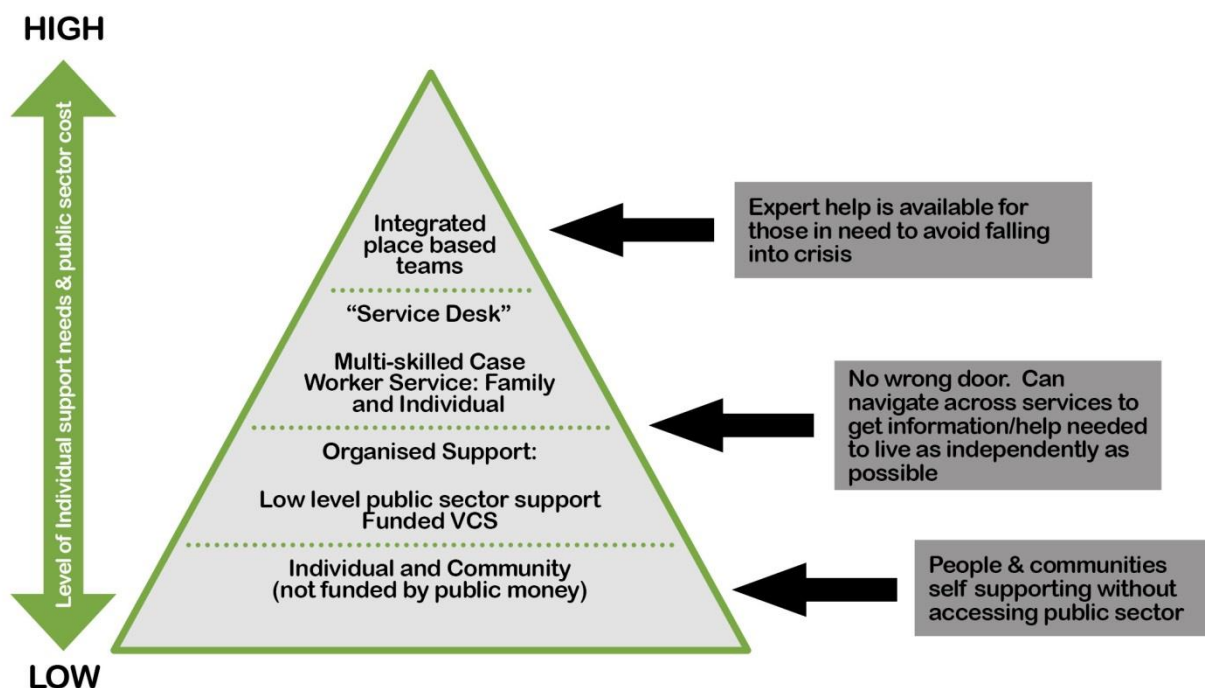 HIGH
Level of Individual support needs & public sector cost
LOW
Integrated
place based
teams
“Service Desk”
Multi-skilled Case
Worker Service: Family
and Individual
Organised Support:
Low level public sector support
Funded VCS
Individual and Community
(not funded by public money)
Expert help is available for
those in need to avoid falling
into crisis
No wrong door.  Can
navigate across services to
get information/help needed
to live as independently as
possible
People & communities
self supporting without
accessing public sector